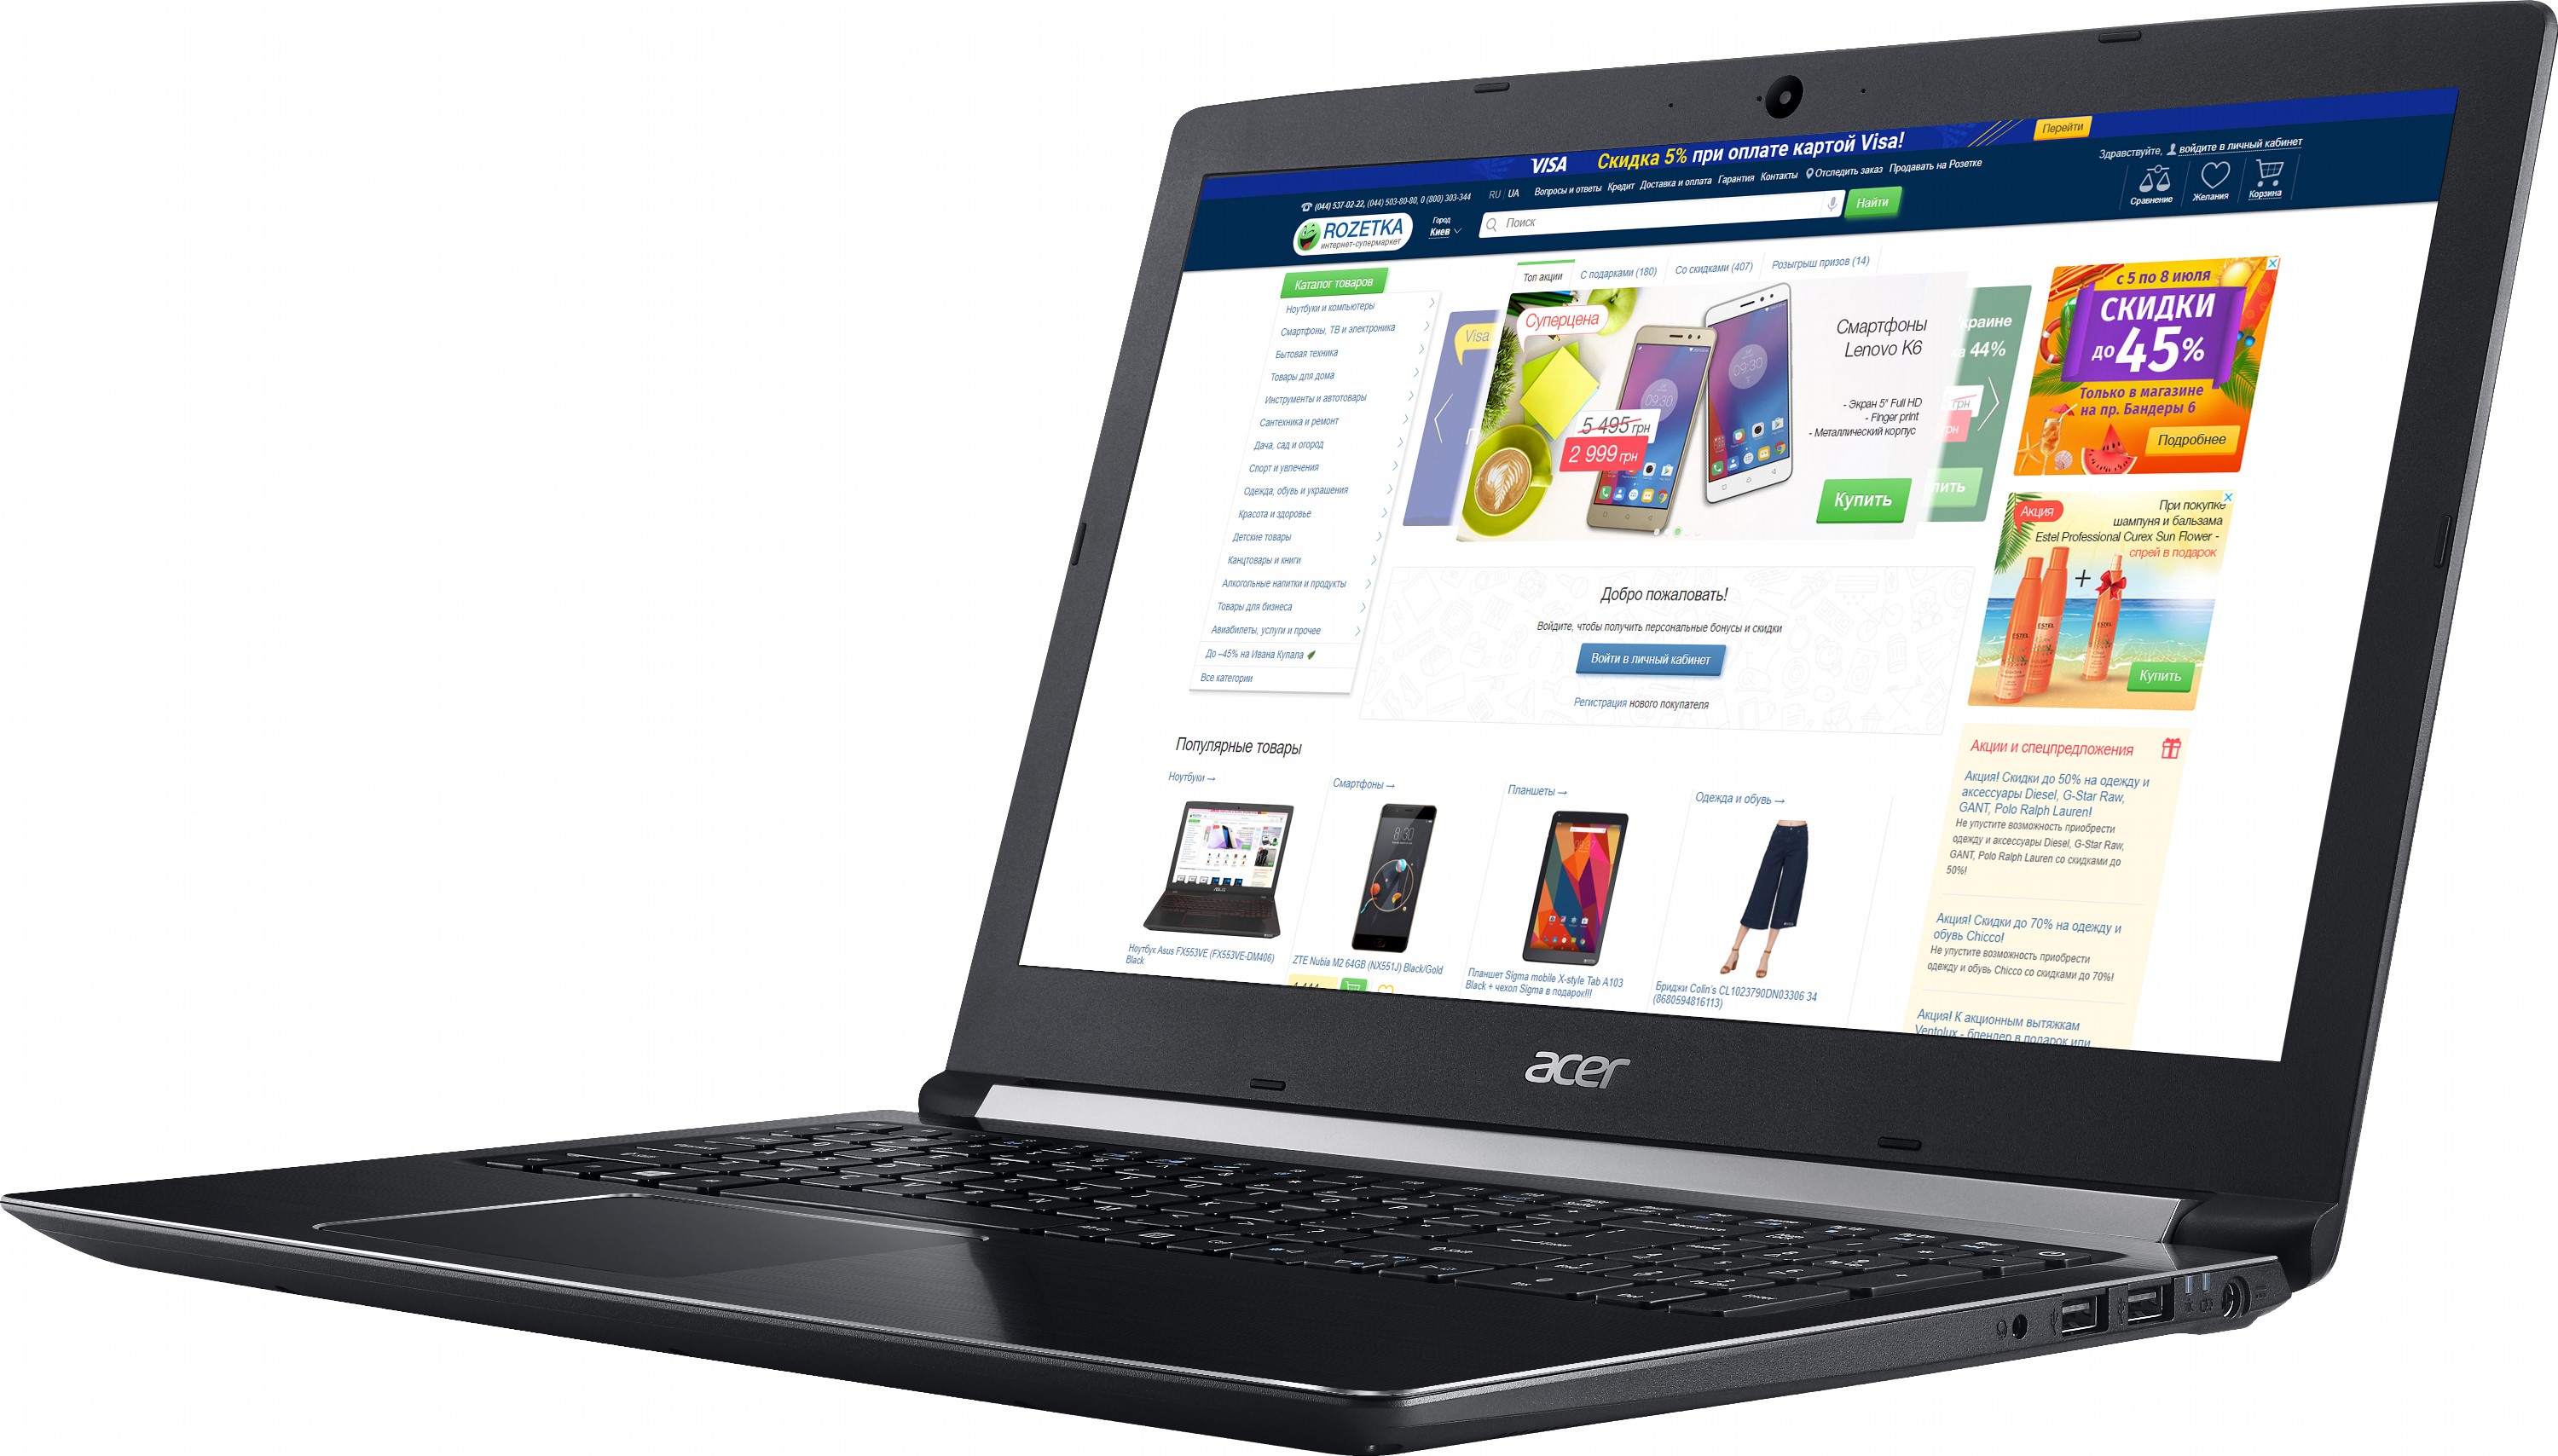 VISA Скидка 5% при оплате картой Visa! Перейти
(044) 537-02-22, (044) 503-80-80, 0 (800) 303-344
RU UA Вопросы и ответы Кредит Доставка и оплата Гарантия Контакты Отследить заказ Продавать на Розетке
Здравствуйте, войдите в личный кабинет
ROZETKA
интернет-супермаркет
Город
Киев
Поиск
Найти
Сравнение
Желания
Корзина
Каталог товаров
Ноутбуки и компьютеры
Смартфоны, ТВ и электроника
Бытовая техника
Товары для дома
Инструменты и автотовары
Сантехника и ремонт
Дача, сад и огород
Спорт и увлечения
Одежда, обувь и украшения
Красота и здоровье
Детские товары
Канцтовары и книги
Алкогольные напитки и продукты
Товары для бизнеса
Авиабилеты, услуги и прочее
До –45% на Ивана Купала
Все категории
Топ акции
С подарками (180)
Со скидками (407)
Розыгрыш призов (14)
Visa
Суперцена
5 495 грн
2 999 грн
09:30
09:30
Смартфоны
Lenovo K6
- Экран 5" Full HD
- Finger print
- Металлический корпус
Купить
краине
44%
грн
с 5 по 8 июля
СКИДКИ
до 45%
Только в магазине
на пр. Бандеры 6
Подробнее
Акция
При покупке
шампуня и бальзама
Estel Professional Curex Sun Flower -
спрей в подарок
+
ESTEL
ESTEL
ESTEL
Купить
Добро пожаловать!
Войдите, чтобы получить персональные бонусы и скидки
Войти в личный кабинет
Регистрация нового покупателя
Популярные товары
Ноутбуки →
Смартфоны →
Планшеты →
Одежда и обувь →
8:30
Ноутбук Asus FX553VE (FX553VE-DM406)
Black
ZTE Nubia M2 64GB (NX551J) Black/Gold
Планшет Sigma mobile X-style Tab A103
Black + чехол Sigma в подарок!!!
Бриджи Colin's CL1023790DN03306 34
(8680594816113)
Акции и спецпредложения
Акция! Скидки до 50% на одежду и
аксессуары Diesel, G-Star Raw,
GANT, Polo Ralph Lauren!
Не упустите возможность приобрести
одежду и аксессуары Diesel, G-Star Raw,
GANT, Polo Ralph Lauren со скидками до
50%!
Акция! Скидки до 70% на одежду и
обувь Chicco!
Не упустите возможность приобрести
одежду и обувь Chicco со скидками до 70%!
Акция! К акционным вытяжкам
Ventolux - блендер в подарок или
acer